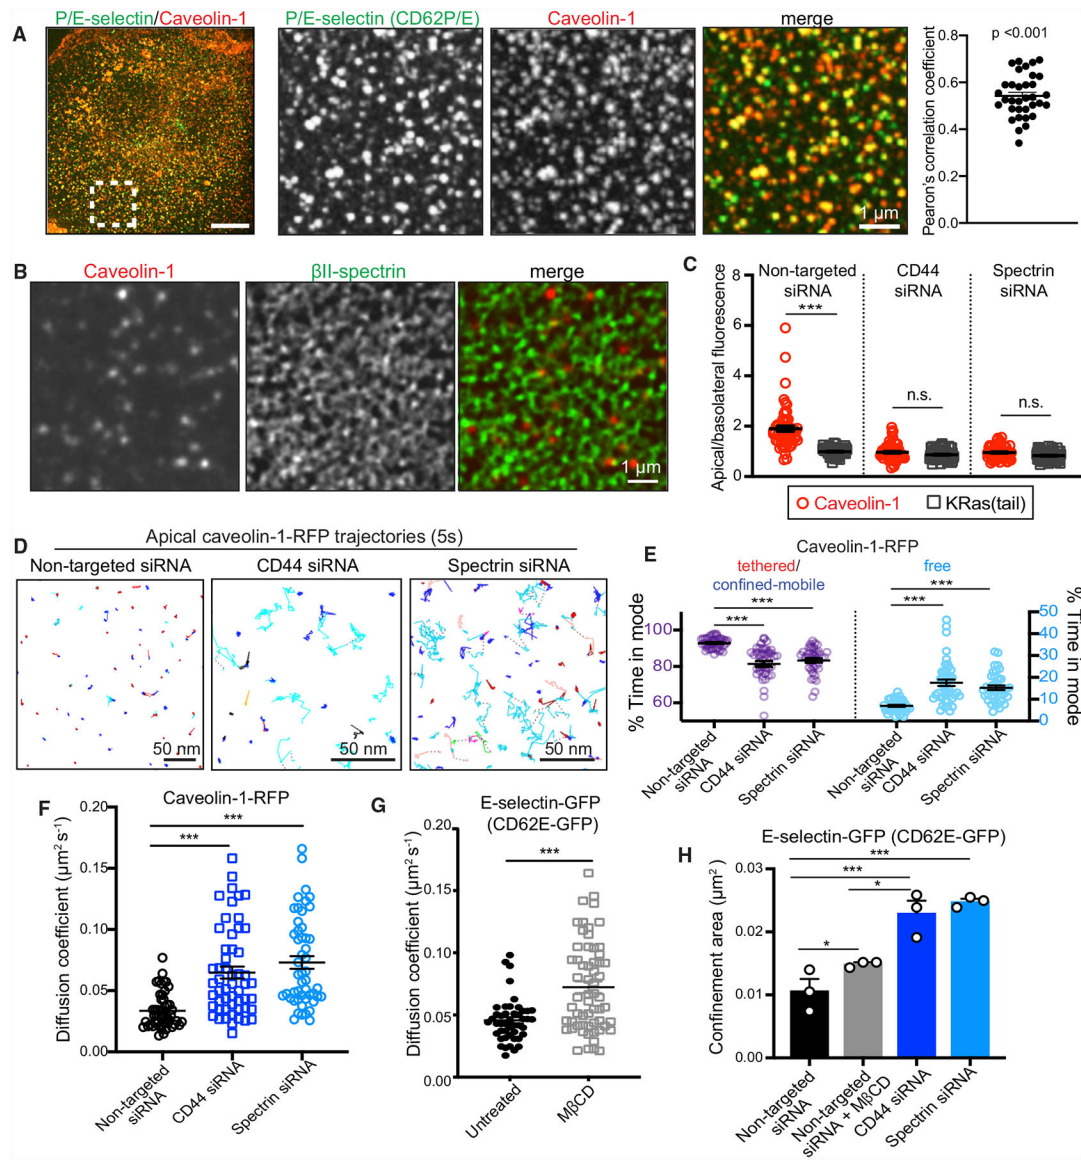 A
P/E-selectin/Caveolin-1
P/E-selectin (CD62P/E)
Caveolin-1
merge
1 µm
Pearon's correlation coefficient
0.8
0.6
0.4
0.2
0.0
p <0.001
B
Caveolin-1
βII-spectrin
merge
1 µm
C
Apical/basolateral fluorescence
8
6
4
2
0
Non-targeted
siRNA
CD44
siRNA
Spectrin
siRNA
***
n.s.
n.s.
Caveolin-1
KRas(tail)
D
Apical caveolin-1-RFP trajectories (5s)
Non-targeted siRNA
CD44 siRNA
Spectrin siRNA
50 nm
50 nm
50 nm
E
Caveolin-1-RFP
tethered/
confined-mobile
free
***
***
***
***
% Time in mode
100
80
60
% Time in mode
50
40
30
20
10
0
Non-targeted
siRNA
CD44 siRNA
Spectrin siRNA
Non-targeted
siRNA
CD44 siRNA
Spectrin siRNA
F
Caveolin-1-RFP
Diffusion coefficient (µm² s⁻¹)
0.20
0.15
0.10
0.05
0.00
***
***
Non-targeted
siRNA
CD44 siRNA
Spectrin siRNA
G
E-selectin-GFP
(CD62E-GFP)
Diffusion coefficient (µm² s⁻¹)
0.20
0.15
0.10
0.05
0.00
***
Untreated
MβCD
H
E-selectin-GFP (CD62E-GFP)
Confinement area (µm²)
0.03
0.02
0.01
0.00
***
***
*
*
Non-targeted
siRNA
Non-targeted
siRNA + MβCD
CD44 siRNA
Spectrin siRNA